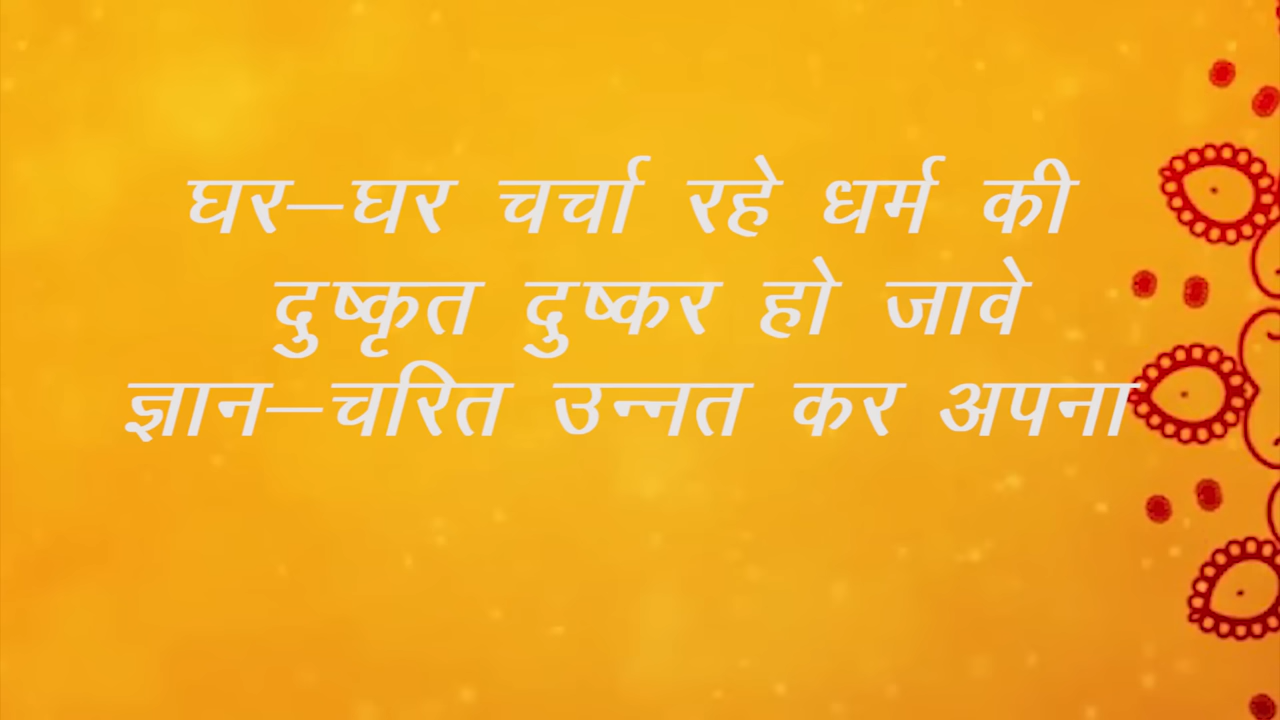 घर–घर चर्चा रहे धर्म की
दुष्कृत दुष्कर हो जावे
ज्ञान–चरित उन्नत कर अपना